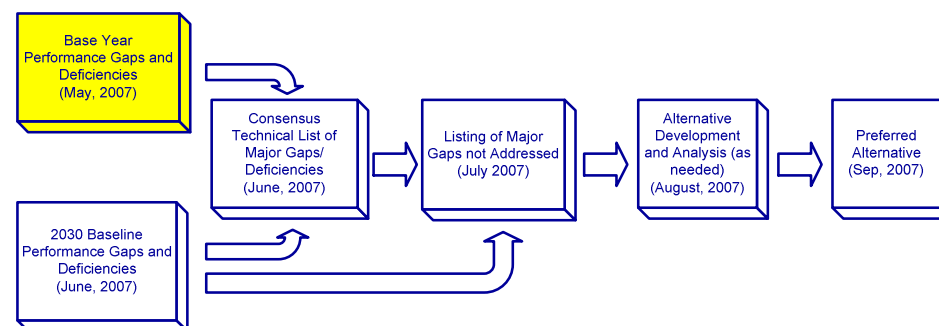 Base Year
Performance Gaps and
Deficiencies
(May, 2007)
Consensus
Technical List of
Major Gaps/
Deficiencies
(June, 2007)
Listing of Major
Gaps not Addressed
(July 2007)
Alternative
Development
and Analysis (as
needed)
(August, 2007)
Preferred
Alternative
(Sep, 2007)
2030 Baseline
Performance Gaps and
Deficiencies
(June, 2007)